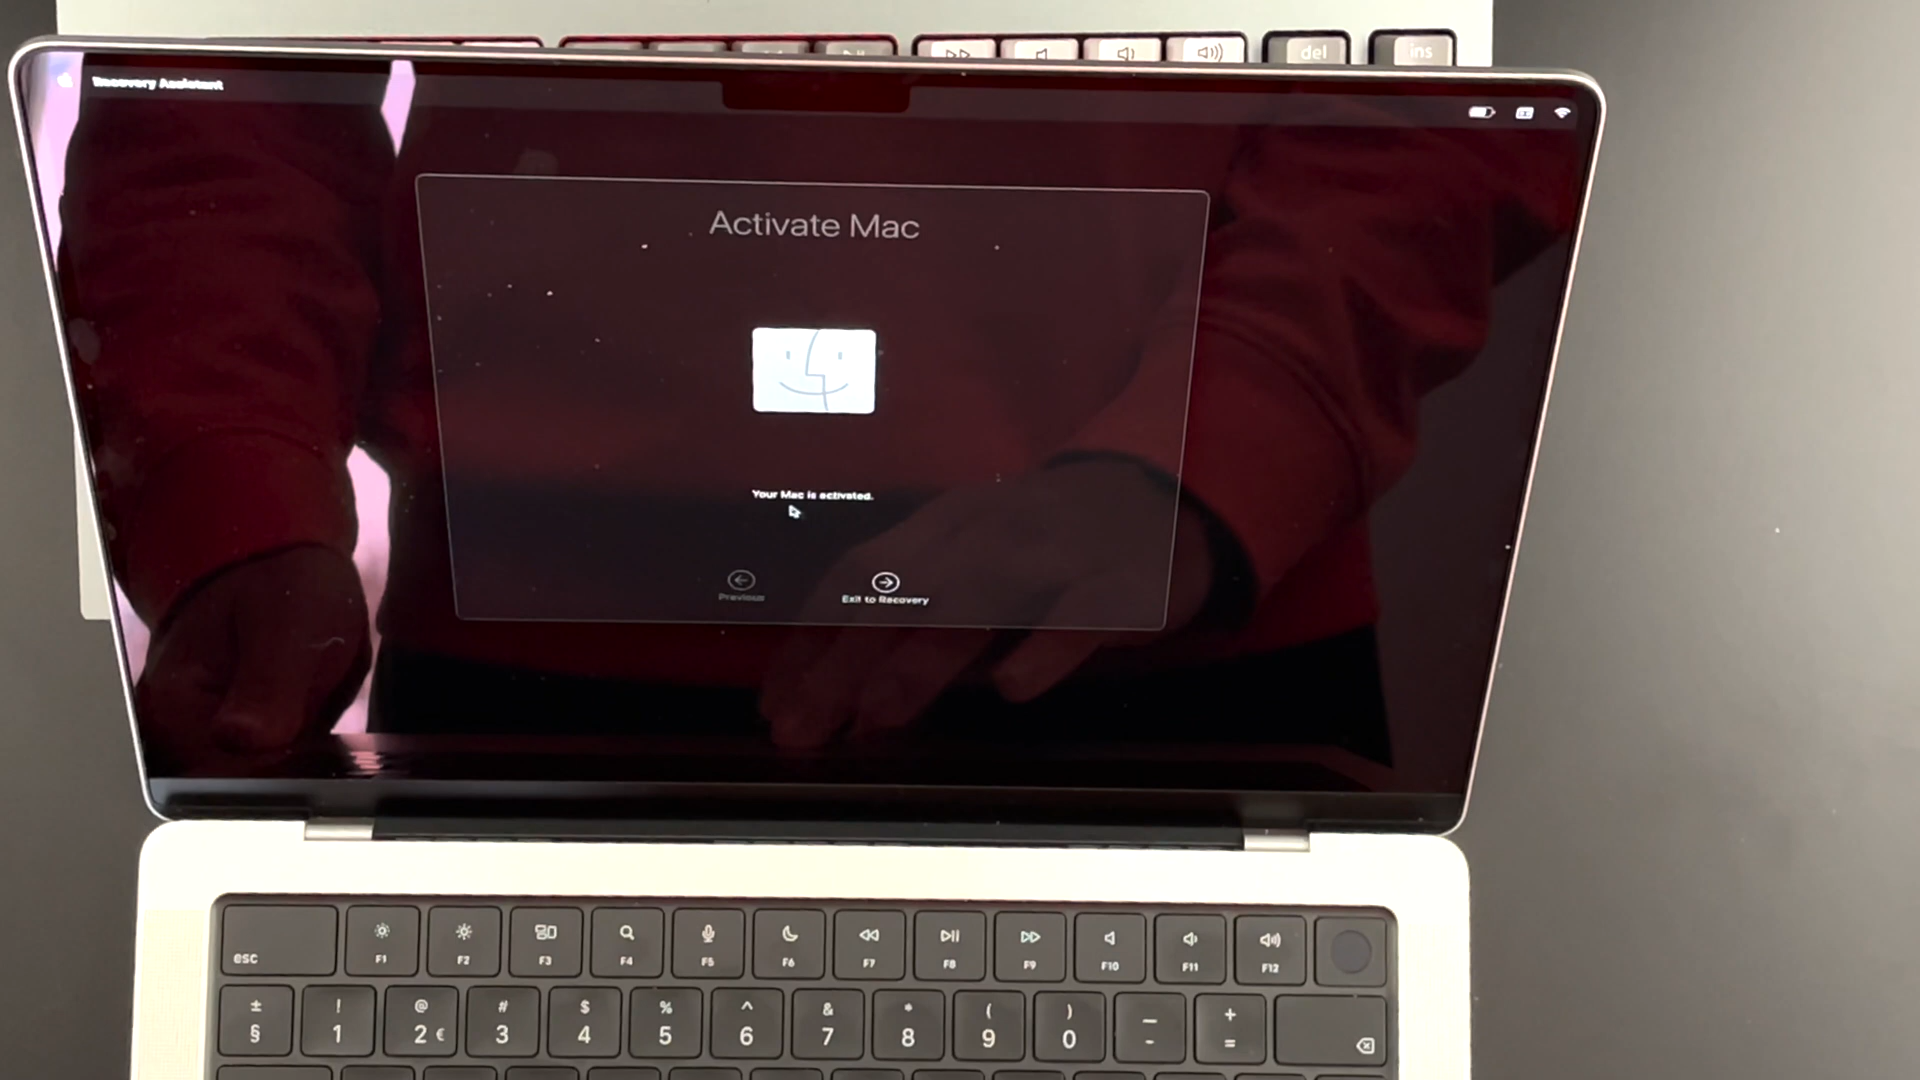 del
ins
Recovery Assistant
Activate Mac
Your Mac is activated.
Previous
Exit to Recovery
esc
F1
F2
F3
F4
F5
F6
F7
F8
F9
F10
F11
F12
± ! @ # $ % ^ & * ( ) — +
§ 1 2 € 3 4 5 6 7 8 9 0 - =